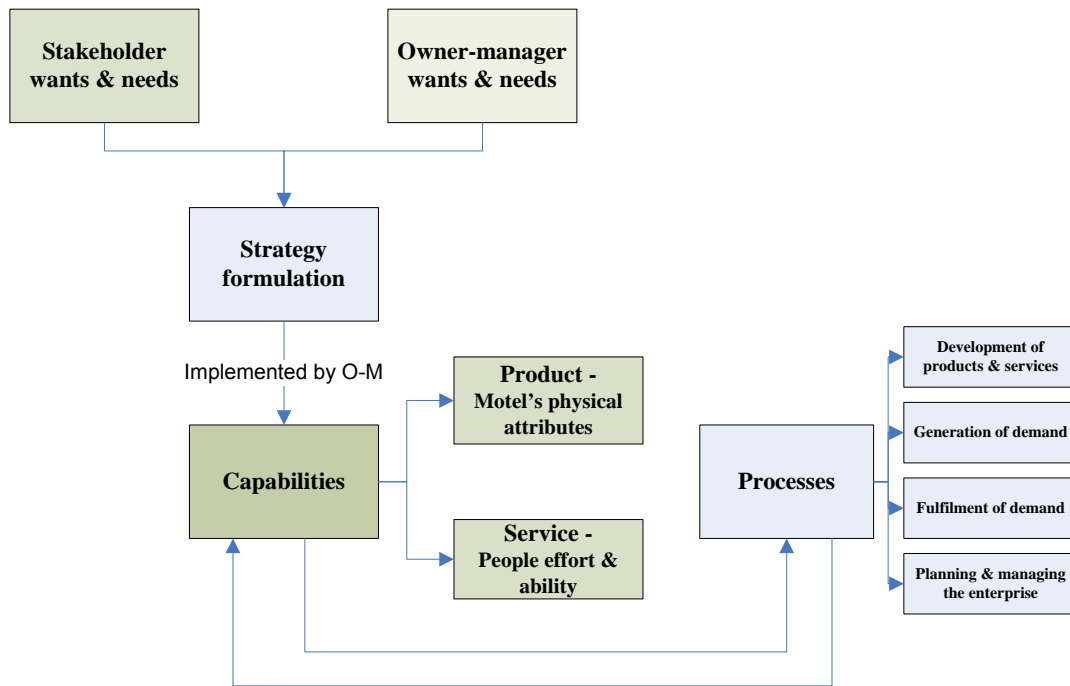 Stakeholder
wants & needs
Owner-manager
wants & needs
Strategy
formulation
Implemented by O-M
Capabilities
Product -
Motel's physical
attributes
Service -
People effort &
ability
Processes
Development of
products & services
Generation of demand
Fulfilment of demand
Planning & managing
the enterprise